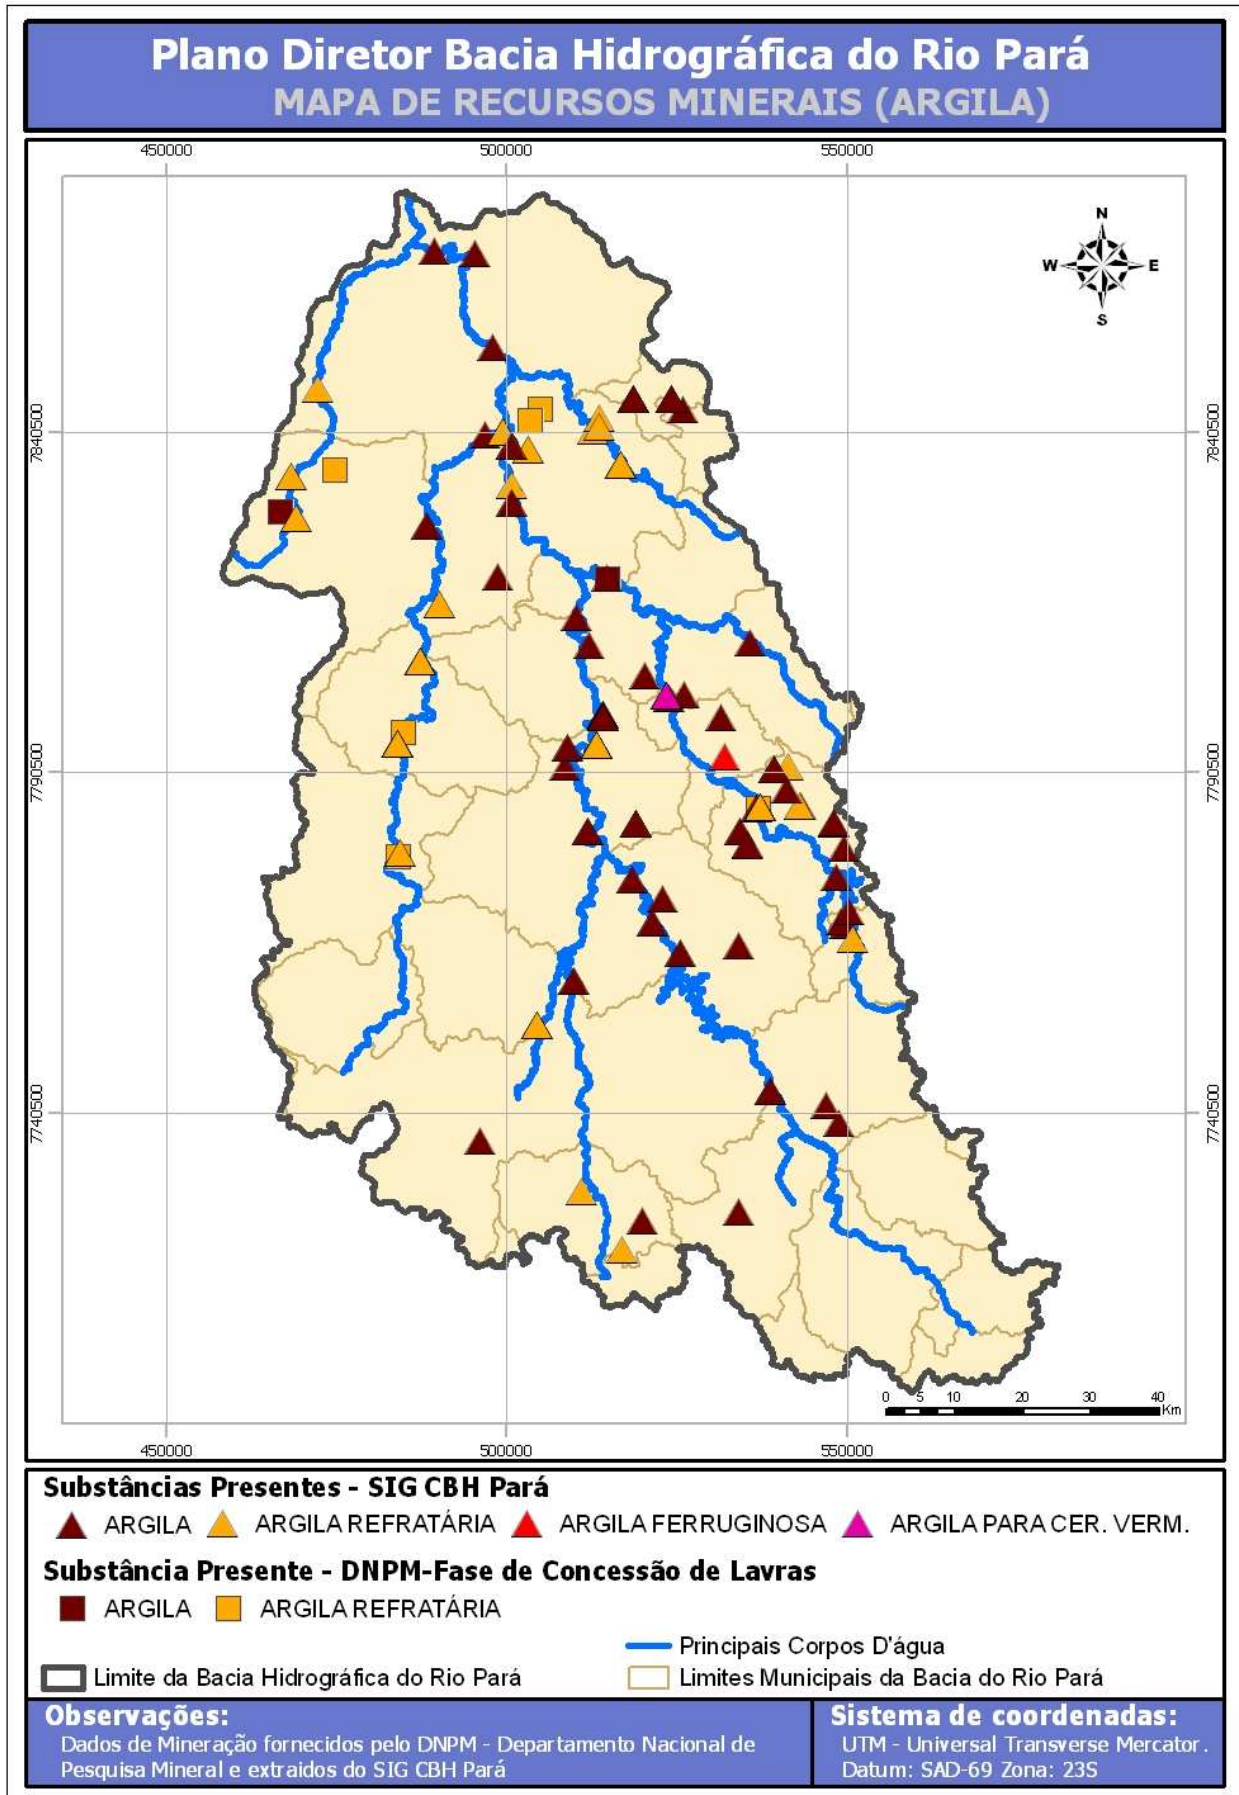 Plano Diretor Bacia Hidrográfica do Rio Pará
MAPA DE RECURSOS MINERAIS (ARGILA)
450000 500000 550000
N
W E
S
7840500 7840500
7790500 7790500
7740500 7740500
0 5 10 20 30 40
Km
450000 500000 550000
Substâncias Presentes - SIG CBH Pará
ARGILA ARGILA REFRATÁRIA ARGILA FERRUGINOSA ARGILA PARA CER. VERM.
Substância Presente - DNPM-Fase de Concessão de Lavras
ARGILA ARGILA REFRATÁRIA
Principais Corpos D'água
Limite da Bacia Hidrográfica do Rio Pará Limites Municipais da Bacia do Rio Pará
Observações:
Dados de Mineração fornecidos pelo DNPM - Departamento Nacional de
Pesquisa Mineral e extraidos do SIG CBH Pará
Sistema de coordenadas:
UTM - Universal Transverse Mercator.
Datum: SAD-69 Zona: 23S